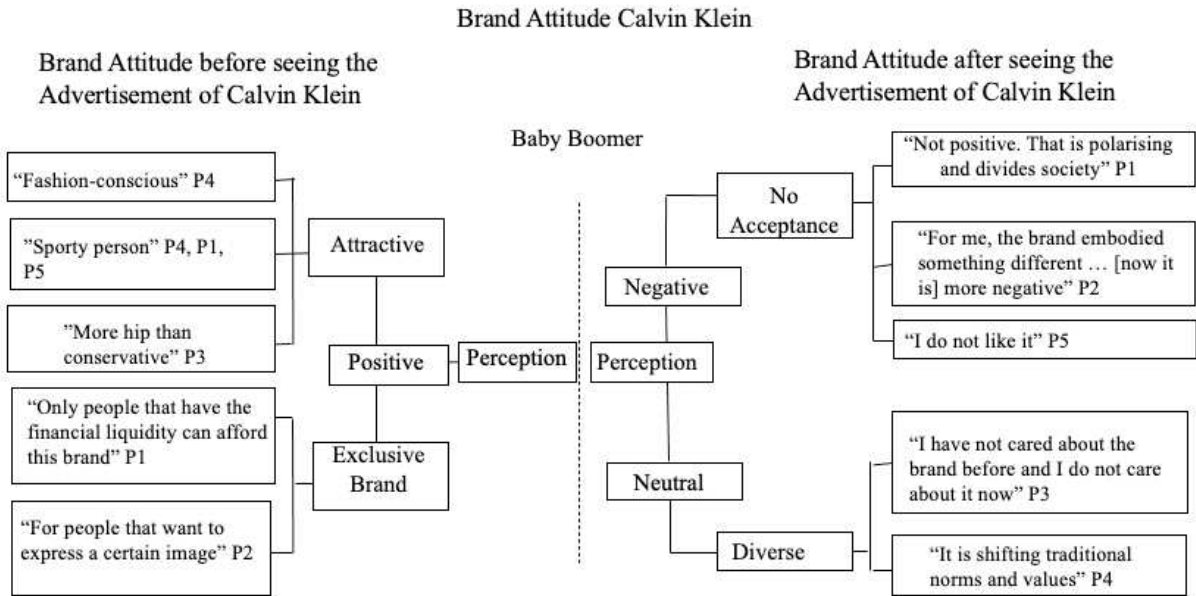 Brand Attitude Calvin Klein
Brand Attitude before seeing the
Advertisement of Calvin Klein
Brand Attitude after seeing the
Advertisement of Calvin Klein
Baby Boomer
“Fashion-conscious” P4
”Sporty person” P4, P1,
P5
”More hip than
conservative” P3
“Only people that have the
financial liquidity can afford
this brand” P1
“For people that want to
express a certain image” P2
Attractive
Positive
Exclusive
Brand
Perception
Perception
Negative
Neutral
No
Acceptance
Diverse
“Not positive. That is polarising
and divides society” P1
“For me, the brand embodied
something different … [now it
is] more negative” P2
“I do not like it” P5
“I have not cared about the
brand before and I do not care
about it now” P3
“It is shifting traditional
norms and values” P4